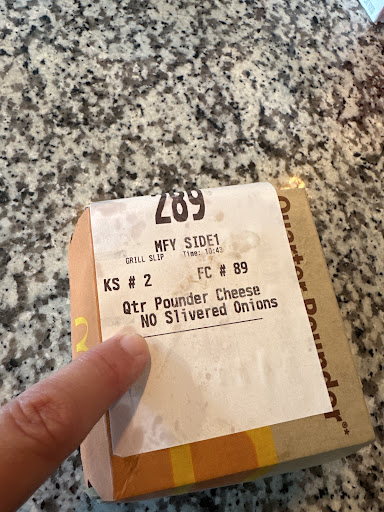 289
MFY SIDE1
GRILL SLIP Time: 10:43
KS # 2 FC # 89
Qtr Pounder Cheese
NO Slivered Onions
Quarter Pounder®*